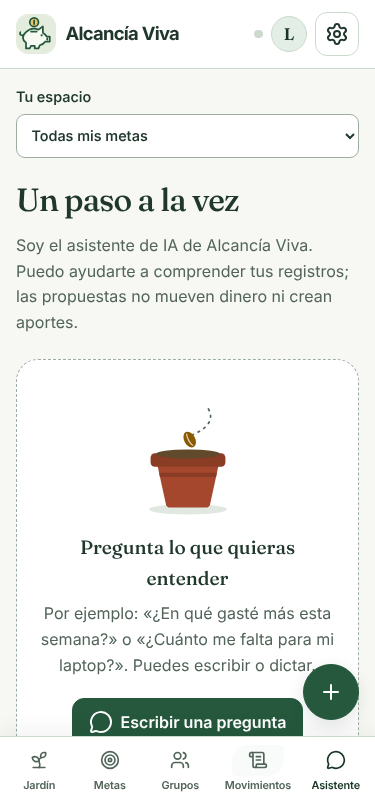 Alcancía Viva
L
Tu espacio
Todas mis metas
Un paso a la vez
Soy el asistente de IA de Alcancía Viva.
Puedo ayudarte a comprender tus registros;
las propuestas no mueven dinero ni crean
aportes.
Pregunta lo que quieras
entender
Por ejemplo: «¿En qué gasté más esta
semana?» o «¿Cuánto me falta para mi
laptop?». Puedes escribir o dictar.
Escribir una pregunta
Jardín
Metas
Grupos
Movimientos
Asistente